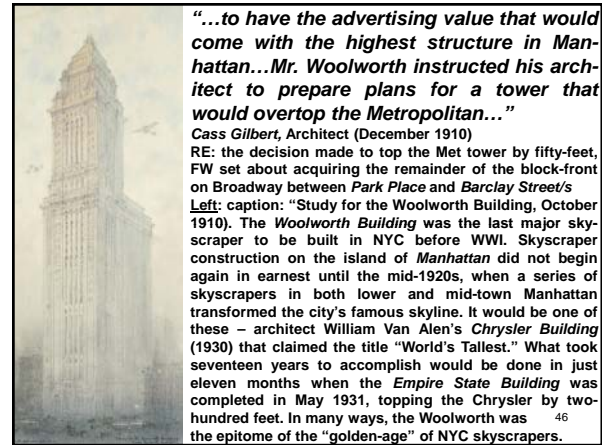 “…to have the advertising value that would
come with the highest structure in Man-
hattan…Mr. Woolworth instructed his arch-
itect to prepare plans for a tower that
would overtop the Metropolitan…”
Cass Gilbert, Architect (December 1910)
RE: the decision made to top the Met tower by fifty-feet,
FW set about acquiring the remainder of the block-front
on Broadway between Park Place and Barclay Street/s
Left: caption: “Study for the Woolworth Building, October
1910). The Woolworth Building was the last major sky-
scraper to be built in NYC before WWI. Skyscraper
construction on the island of Manhattan did not begin
again in earnest until the mid-1920s, when a series of
skyscrapers in both lower and mid-town Manhattan
transformed the city’s famous skyline. It would be one of
these – architect William Van Alen’s Chrysler Building
(1930) that claimed the title “World’s Tallest.” What took
seventeen years to accomplish would be done in just
eleven months when the Empire State Building was
completed in May 1931, topping the Chrysler by two-
hundred feet. In many ways, the Woolworth was 46
the epitome of the “golden-age” of NYC skyscrapers.